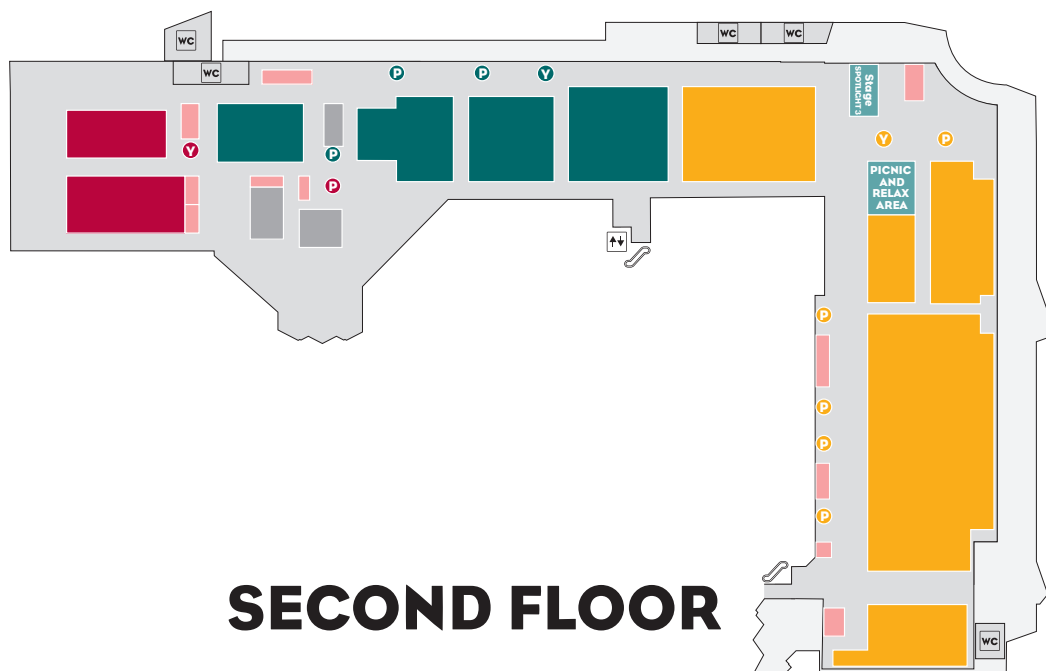 WC
WC
WC
WC
P
P
Y
Stage
SPOTLIGHT 3
Y
P
Y
P
P
PICNIC
AND
RELAX
AREA
P
P
P
P
SECOND FLOOR
WC